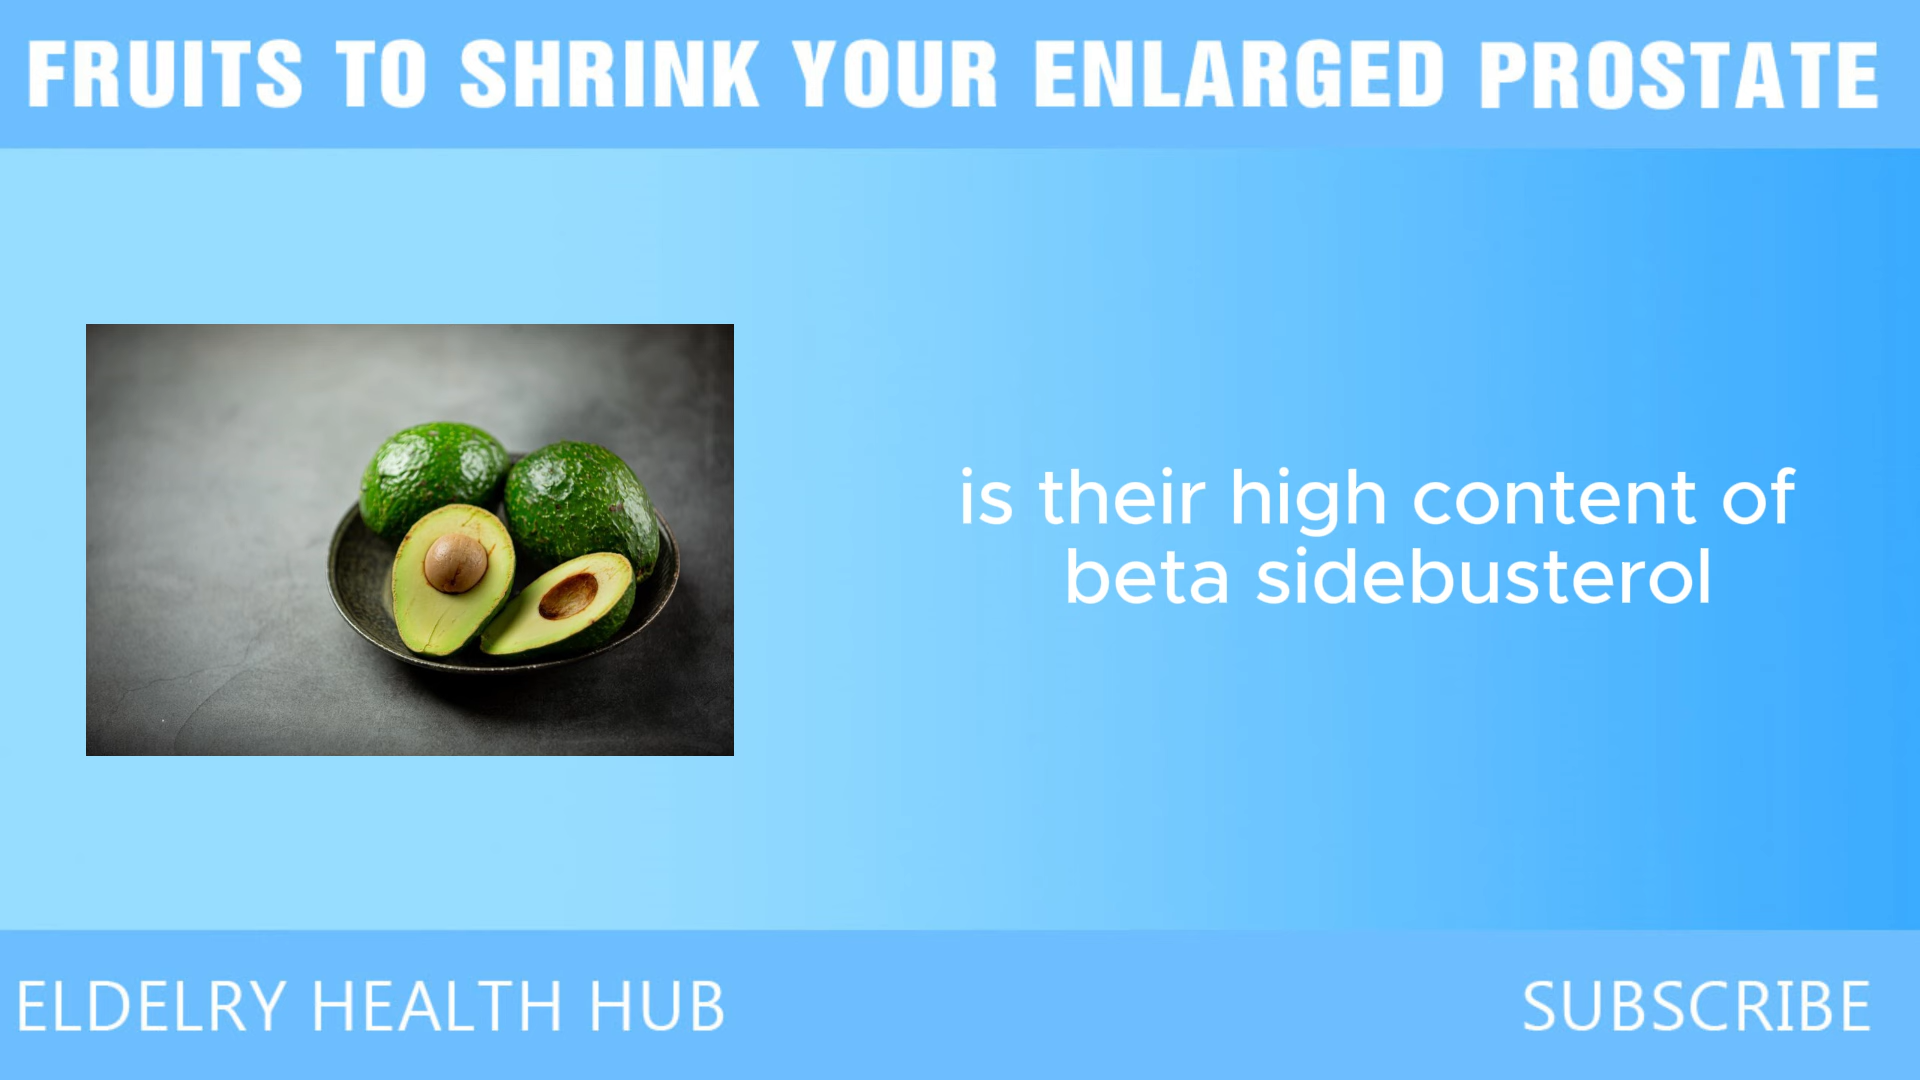 FRUITS TO SHRINK YOUR ENLARGED PROSTATE
is their high content of
beta sidebusterol
ELDELRY HEALTH HUB
SUBSCRIBE